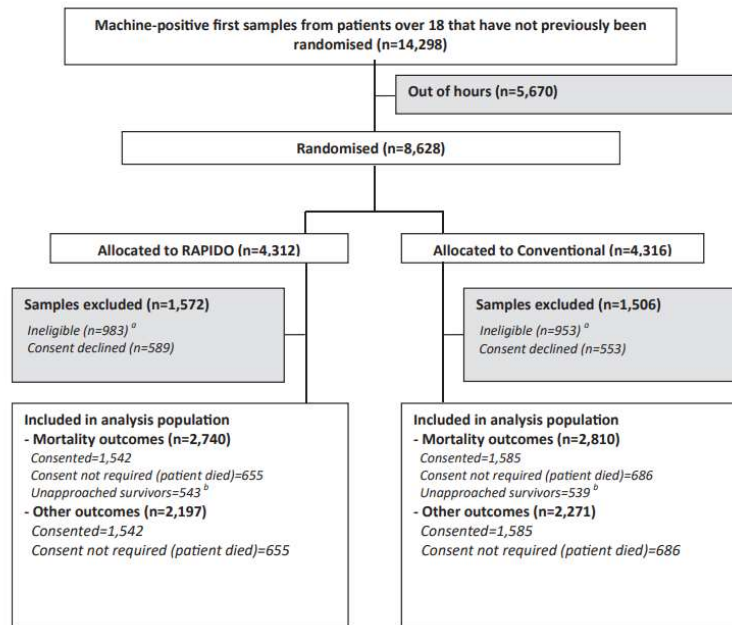 Machine-positive first samples from patients over 18 that have not previously been
randomised (n=14,298)
Out of hours (n=5,670)
Randomised (n=8,628)
Allocated to RAPIDO (n=4,312)
Allocated to Conventional (n=4,316)
Samples excluded (n=1,572)
Ineligible (n=983) a
Consent declined (n=589)
Samples excluded (n=1,506)
Ineligible (n=953) a
Consent declined (n=553)
Included in analysis population
- Mortality outcomes (n=2,740)
Consented=1,542
Consent not required (patient died)=655
Unapproached survivors=543 b
- Other outcomes (n=2,197)
Consented=1,542
Consent not required (patient died)=655
Included in analysis population
- Mortality outcomes (n=2,810)
Consented=1,585
Consent not required (patient died)=686
Unapproached survivors=539 b
- Other outcomes (n=2,271)
Consented=1,585
Consent not required (patient died)=686